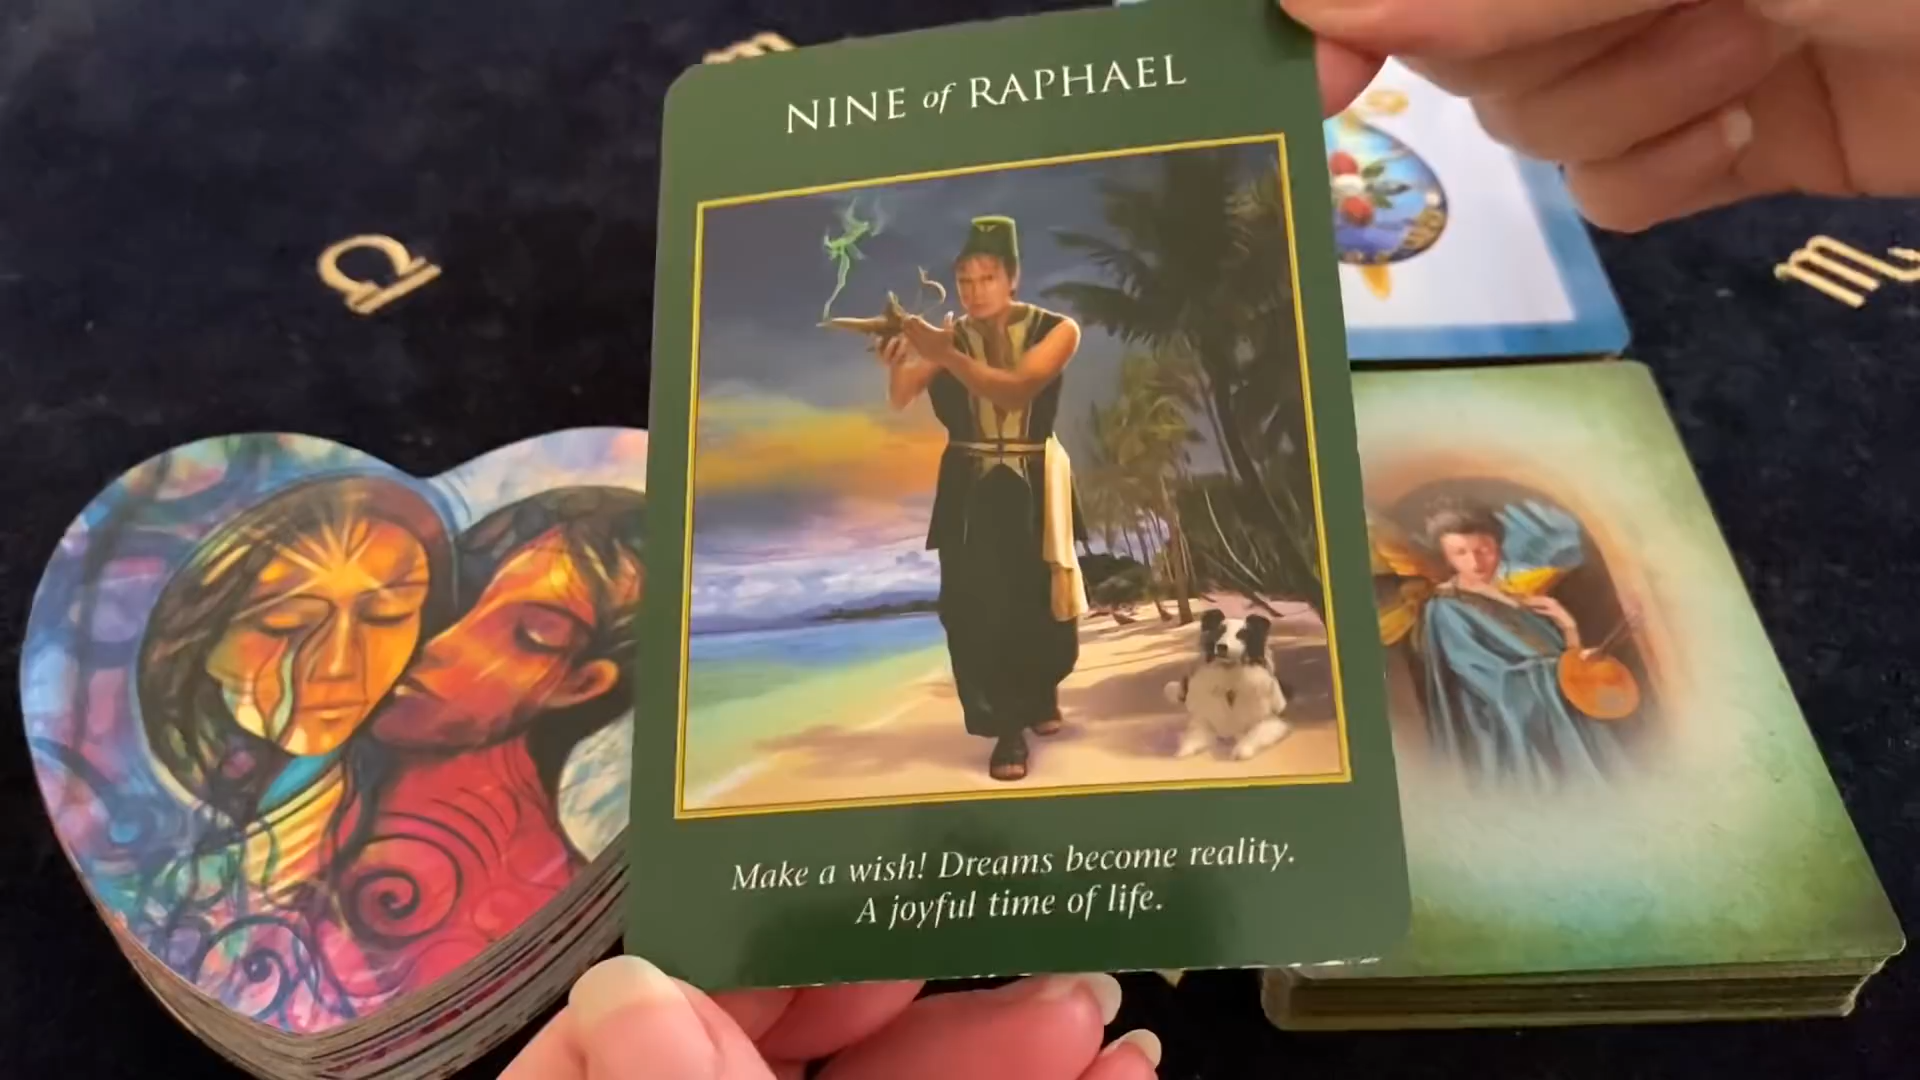 NINE of RAPHAEL
Make a wish! Dreams become reality.
A joyful time of life.